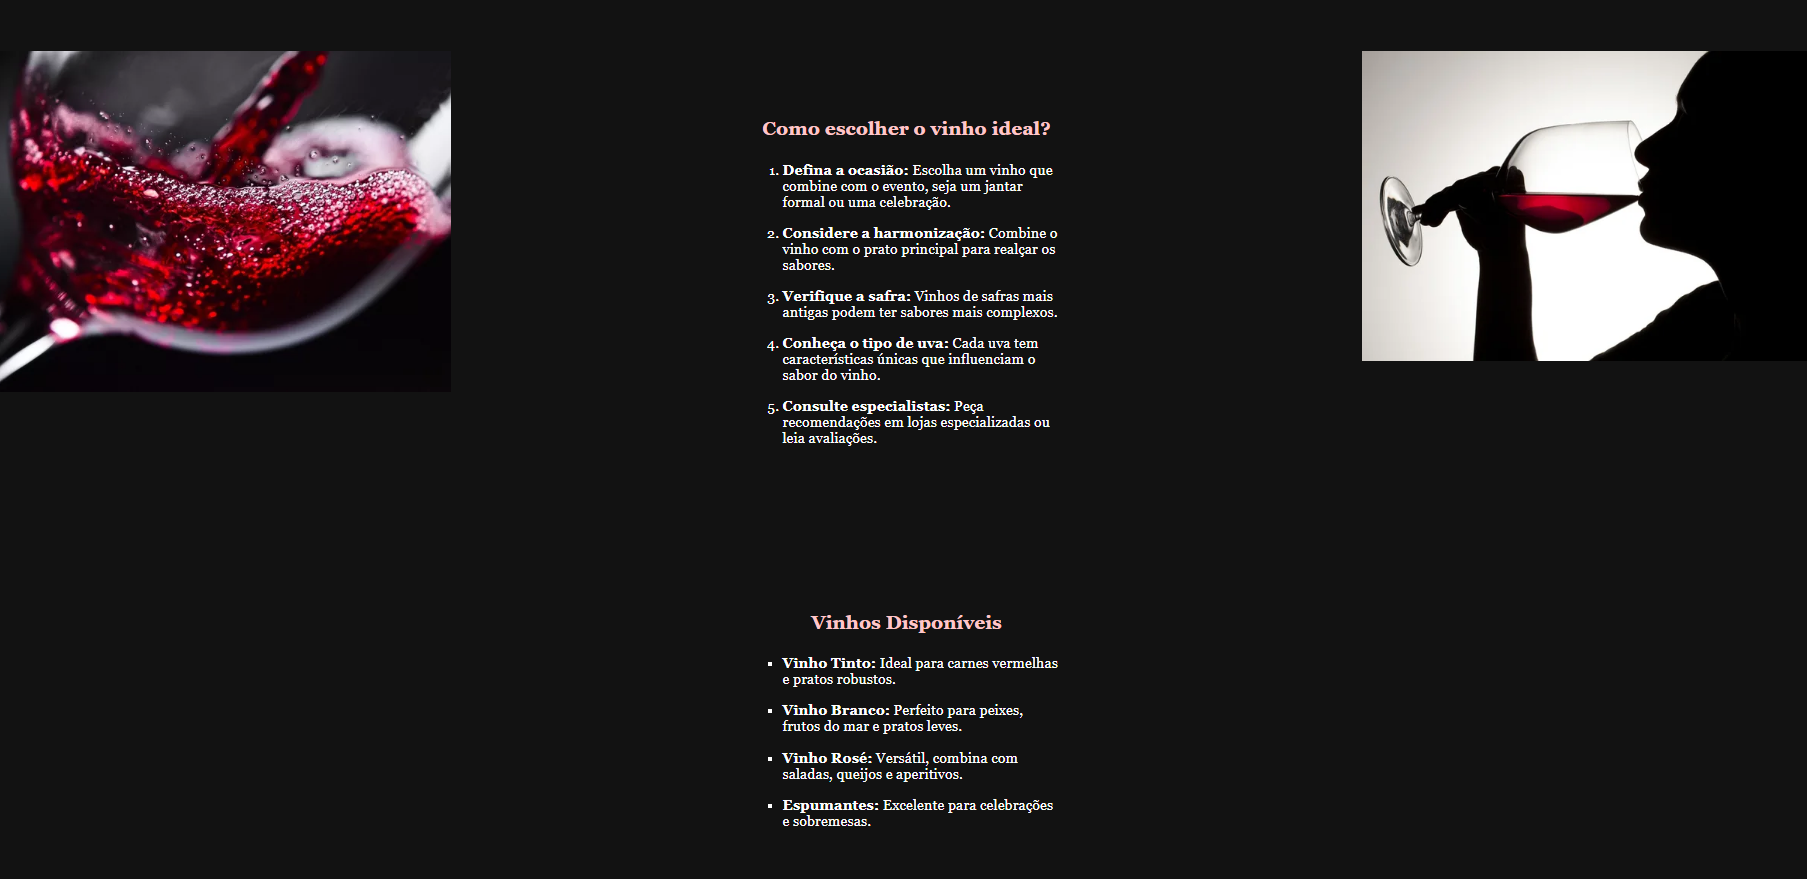 Como escolher o vinho ideal?
1. Defina a ocasião: Escolha um vinho que
combine com o evento, seja um jantar
formal ou uma celebração.
2. Considere a harmonização: Combine o
vinho com o prato principal para realçar os
sabores.
3. Verifique a safra: Vinhos de safras mais
antigas podem ter sabores mais complexos.
4. Conheça o tipo de uva: Cada uva tem
características únicas que influenciam o
sabor do vinho.
5. Consulte especialistas: Peça
recomendações em lojas especializadas ou
leia avaliações.
Vinhos Disponíveis
▪ Vinho Tinto: Ideal para carnes vermelhas
e pratos robustos.
▪ Vinho Branco: Perfeito para peixes,
frutos do mar e pratos leves.
▪ Vinho Rosé: Versátil, combina com
saladas, queijos e aperitivos.
▪ Espumantes: Excelente para celebrações
e sobremesas.